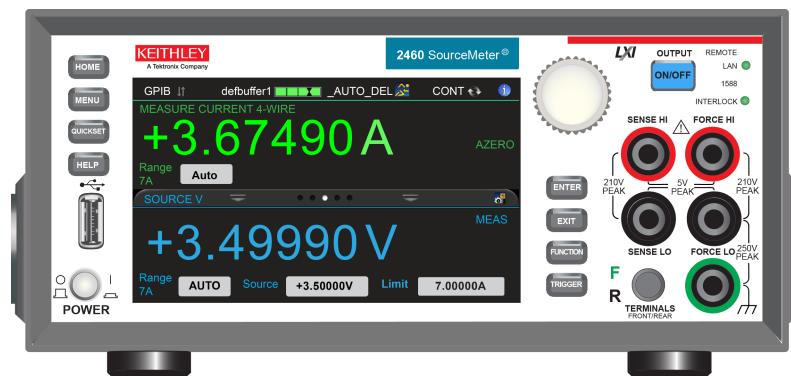 KEITHLEY
A Tektronix Company
2460 SourceMeter®
LXI
OUTPUT
ON/OFF
REMOTE
LAN
1588
INTERLOCK
HOME
MENU
QUICKSET
HELP
POWER
GPIB defbuffer1 _AUTO_DEL CONT i
MEASURE CURRENT 4-WIRE
+3.67490 A
AZERO
Range
7A
Auto
SOURCE V
MEAS
+3.49990 V
Range
7A
AUTO
Source +3.50000V
Limit 7.00000A
ENTER
EXIT
FUNCTION
TRIGGER
SENSE HI
FORCE HI
210V
PEAK
5V
PEAK
210V
PEAK
SENSE LO
FORCE LO
250V
PEAK
F
R
TERMINALS
FRONT/REAR